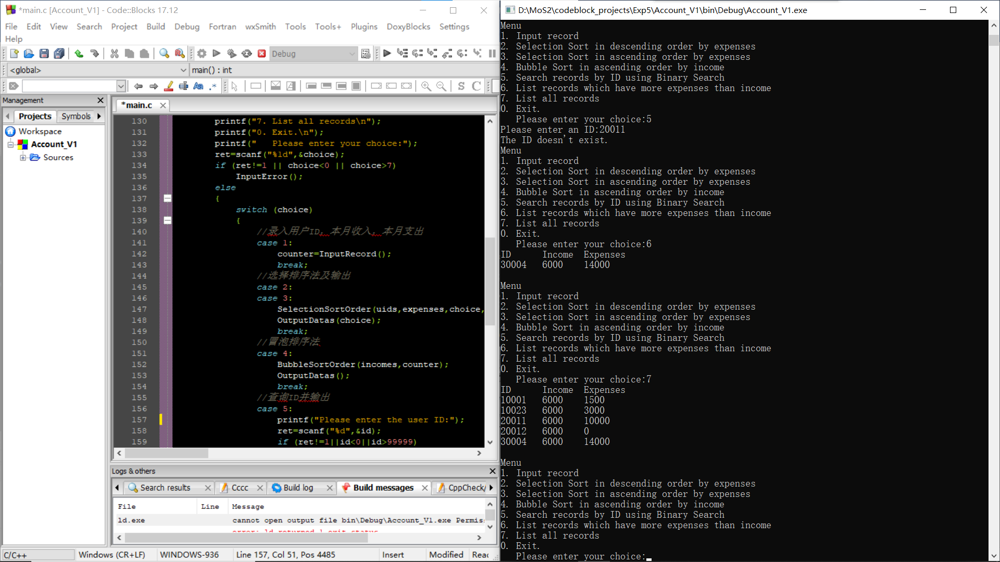 *main.c [Account_V1] - Code::Blocks 17.12
File Edit View Search Project Build Debug Fortran wxSmith Tools Tools+ Plugins DoxyBlocks Settings
Help
Debug
<global>
main() : int
S C
Management
Projects Symbols
Workspace
Account_V1
Sources
*main.c
130 printf("7. List all records\n");
131 printf("0. Exit.\n");
132 printf("   Please enter your choice:");
133 ret=scanf("%ld",&choice);
134 if (ret!=1 || choice<0 || choice>7)
135 InputError();
136 else
137 {
138 switch (choice)
139 {
140 //录入用户ID; 本月收入; 本月支出
141 case 1:
142 counter=InputRecord();
143 break;
144 //选择排序法及输出
145 case 2:
146 case 3:
147 SelectionSortOrder(uids,expenses,choice,
148 OutputDatas(choice);
149 break;
150 //冒泡排序法
151 case 4:
152 BubbleSortOrder(incomes,counter);
153 OutputDatas();
154 break;
155 //查询ID并输出
156 case 5:
157 printf("Please enter the user ID:");
158 ret=scanf("%d",&id);
159 if (ret!=1||id<0||id>99999)
Logs & others
Search results Cccc Build log Build messages CppCheck/
File Line Message
ld.exe cannot open output file bin\Debug\Account_V1.exe Permis
error: ld returned 1 exit status
C/C++ Windows (CR+LF) WINDOWS-936 Line 157, Col 51, Pos 4485 Insert Modified Read
D:\MoS2\codeblock_projects\Exp5\Account_V1\bin\Debug\Account_V1.exe
Menu
1. Input record
2. Selection Sort in descending order by expenses
3. Selection Sort in ascending order by expenses
4. Bubble Sort in ascending order by income
5. Search records by ID using Binary Search
6. List records which have more expenses than income
7. List all records
0. Exit.
Please enter your choice:5
Please enter an ID:20011
The ID doesn't exist.
Menu
1. Input record
2. Selection Sort in descending order by expenses
3. Selection Sort in ascending order by expenses
4. Bubble Sort in ascending order by income
5. Search records by ID using Binary Search
6. List records which have more expenses than income
7. List all records
0. Exit.
Please enter your choice:6
ID Income Expenses
30004 6000 14000
Menu
1. Input record
2. Selection Sort in descending order by expenses
3. Selection Sort in ascending order by expenses
4. Bubble Sort in ascending order by income
5. Search records by ID using Binary Search
6. List records which have more expenses than income
7. List all records
0. Exit.
Please enter your choice:7
ID Income Expenses
10001 6000 1500
10023 6000 3000
20011 6000 10000
20012 6000 0
30004 6000 14000
Menu
1. Input record
2. Selection Sort in descending order by expenses
3. Selection Sort in ascending order by expenses
4. Bubble Sort in ascending order by income
5. Search records by ID using Binary Search
6. List records which have more expenses than income
7. List all records
0. Exit.
Please enter your choice: